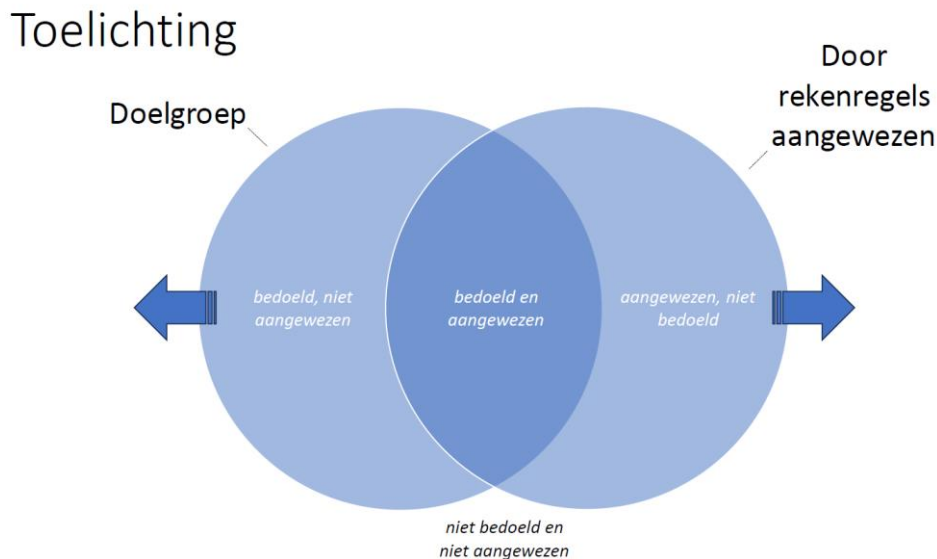 Toelichting
Doelgroep
Door
rekenregels
aangewezen
bedoeld, niet
aangewezen
bedoeld en
aangewezen
aangewezen, niet
bedoeld
niet bedoeld en
niet aangewezen